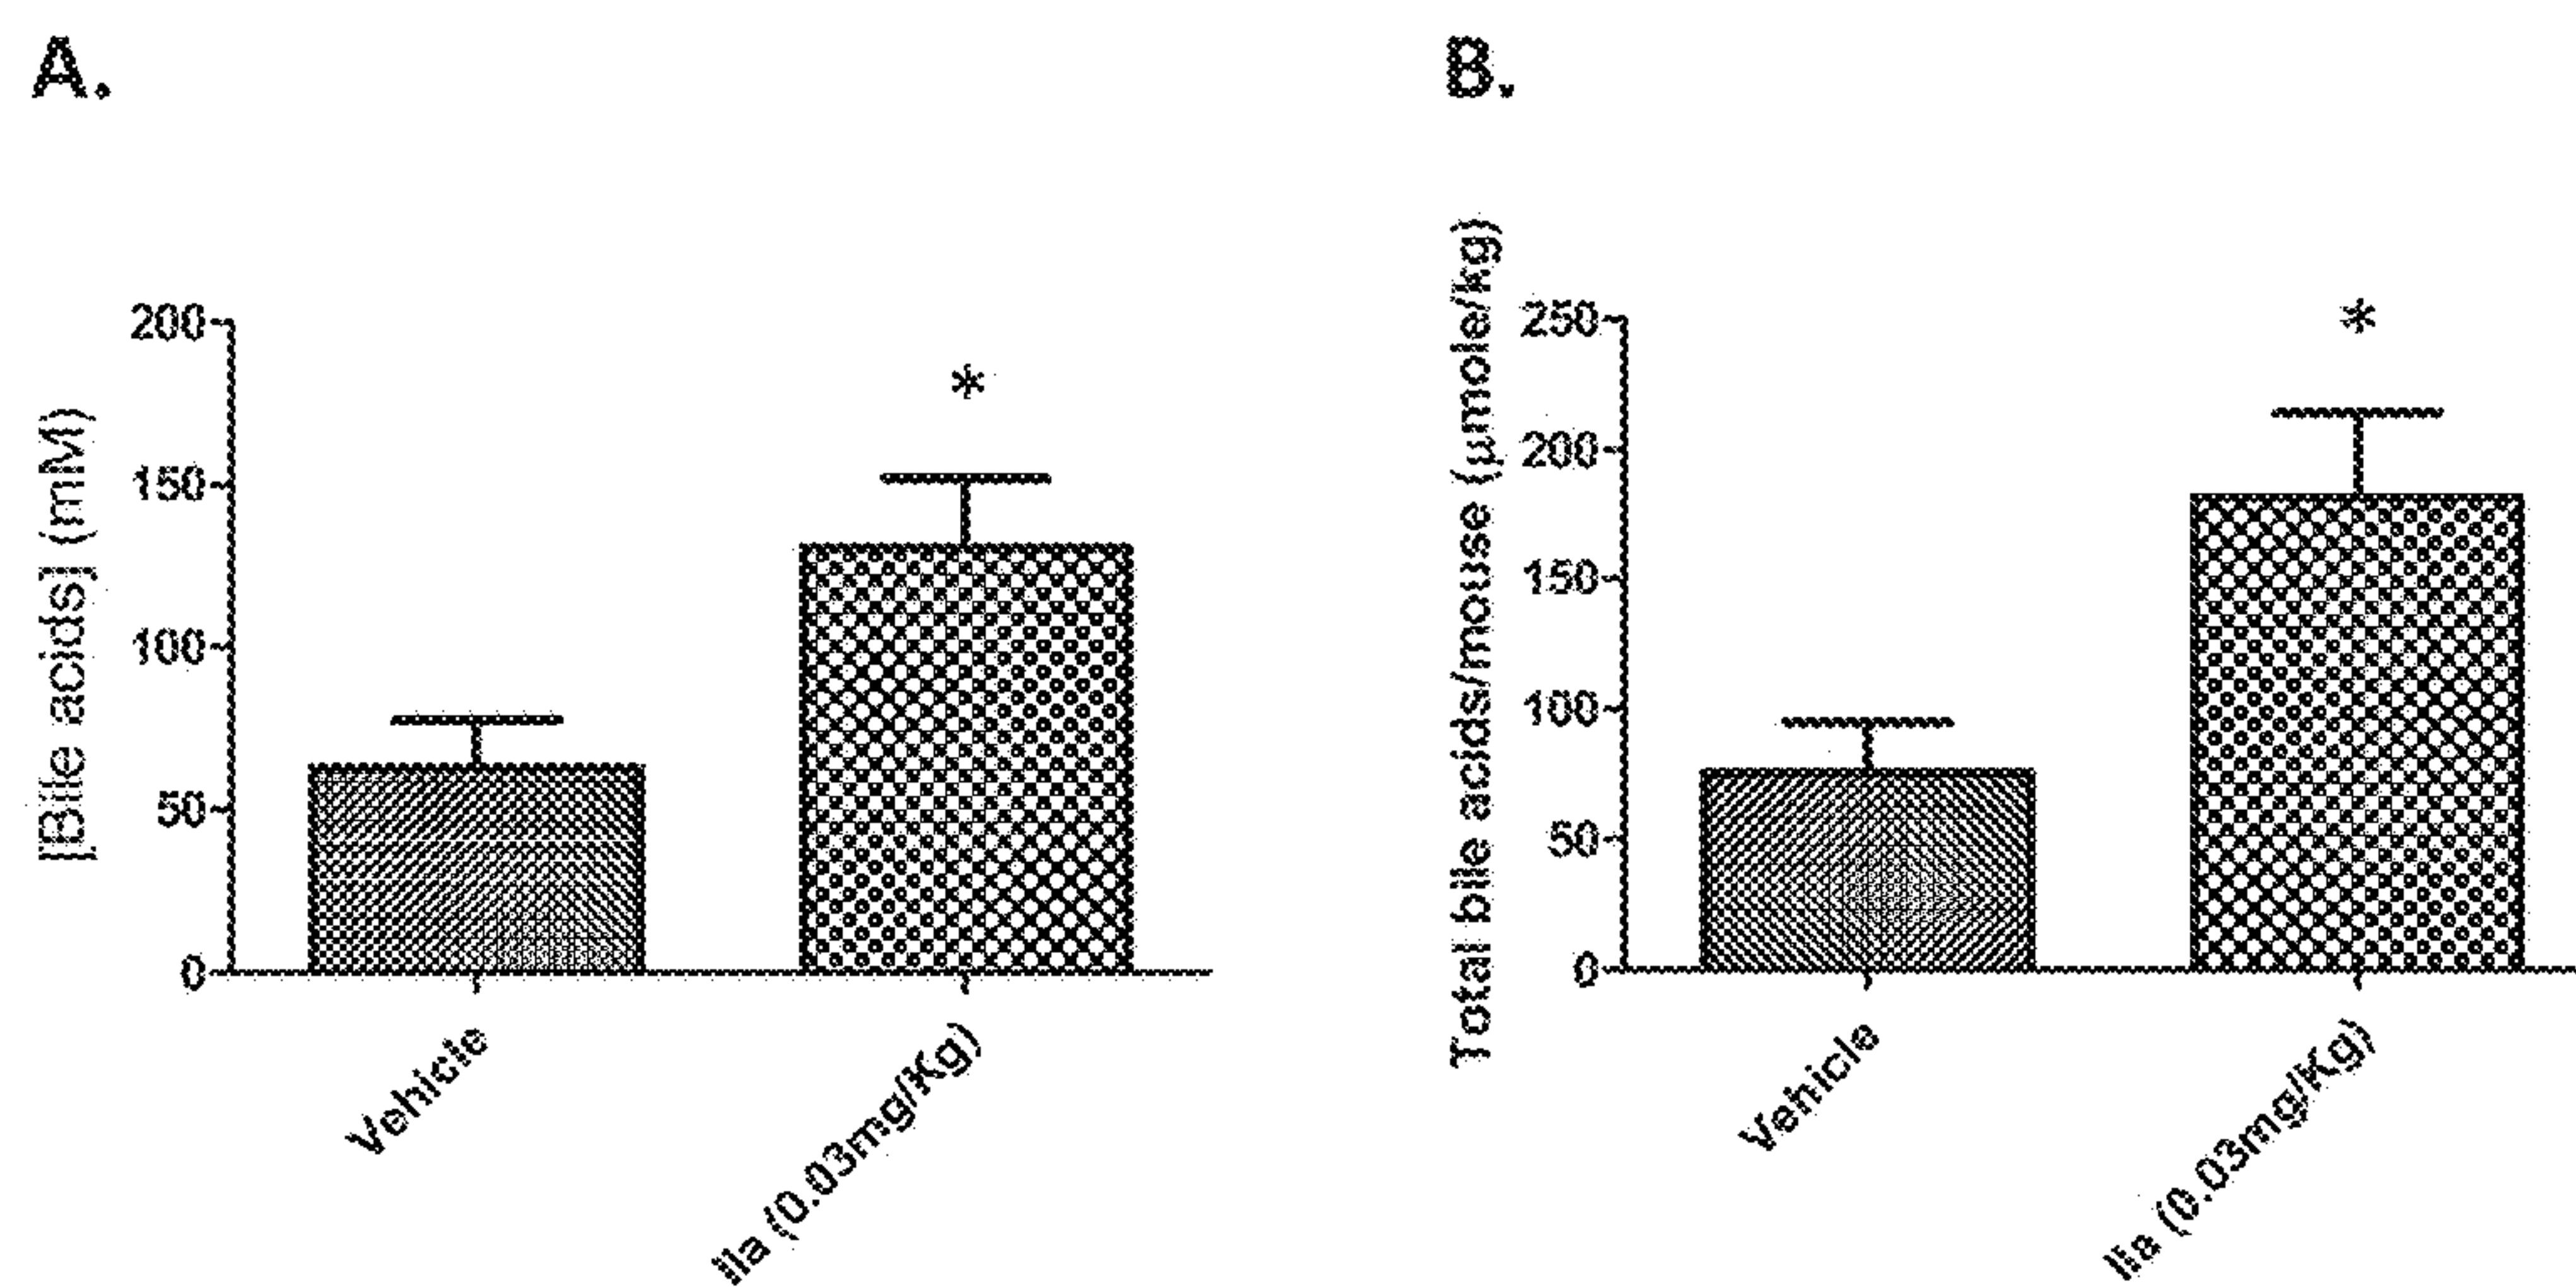 A.
[Bile acids] (mM)
200
150
100
50
0
*
Vehicle
IIa (0.03mg/Kg)
B.
Total bile acids/mouse (µmole/kg)
250
200
150
100
50
0
*
Vehicle
IIa (0.03mg/Kg)